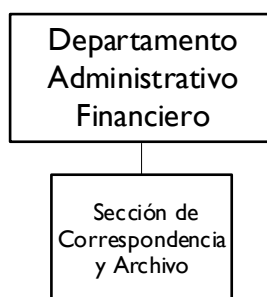 Departamento
Administrativo
Financiero
Sección de
Correspondencia
y Archivo